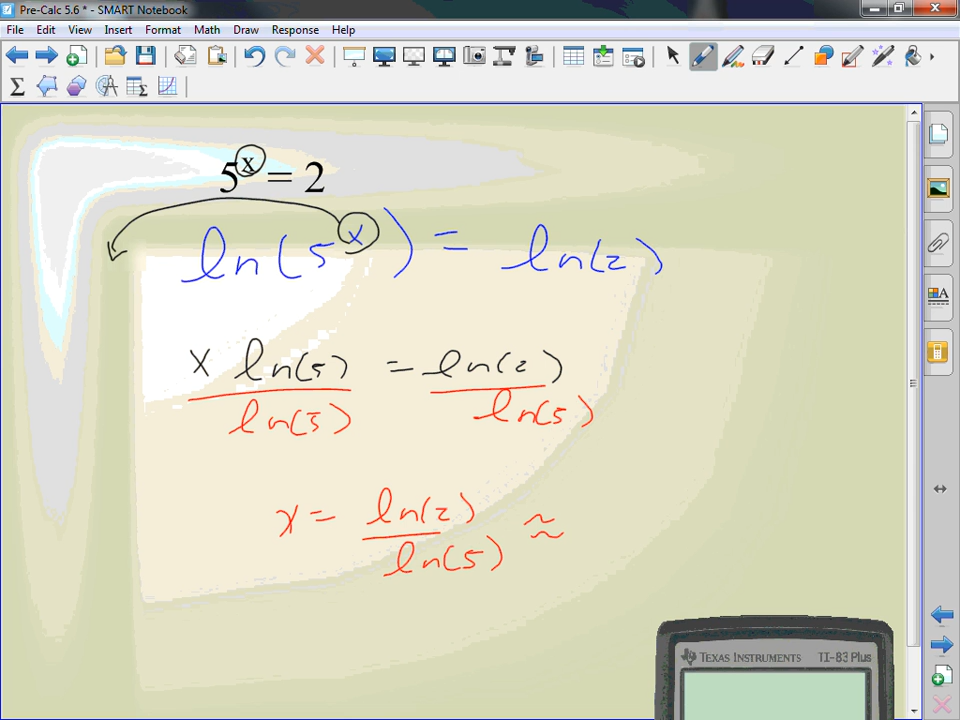 Pre-Calc 5.6 * - SMART Notebook
File Edit View Insert Format Math Draw Response Help
5^x = 2
ln(5^x) = ln(2)
x ln(5) = ln(2)
ln(5) ln(5)
x = ln(2) ≈
ln(5)
TEXAS INSTRUMENTS TI-83 Plus